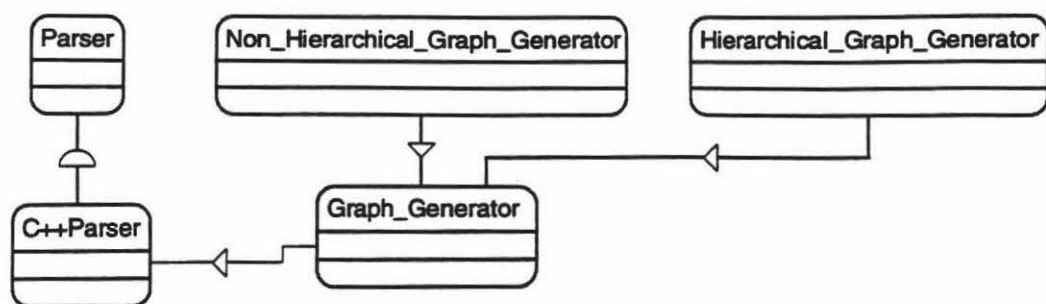 Parser
Non_Hierarchical_Graph_Generator
Hierarchical_Graph_Generator
Graph_Generator
C++Parser